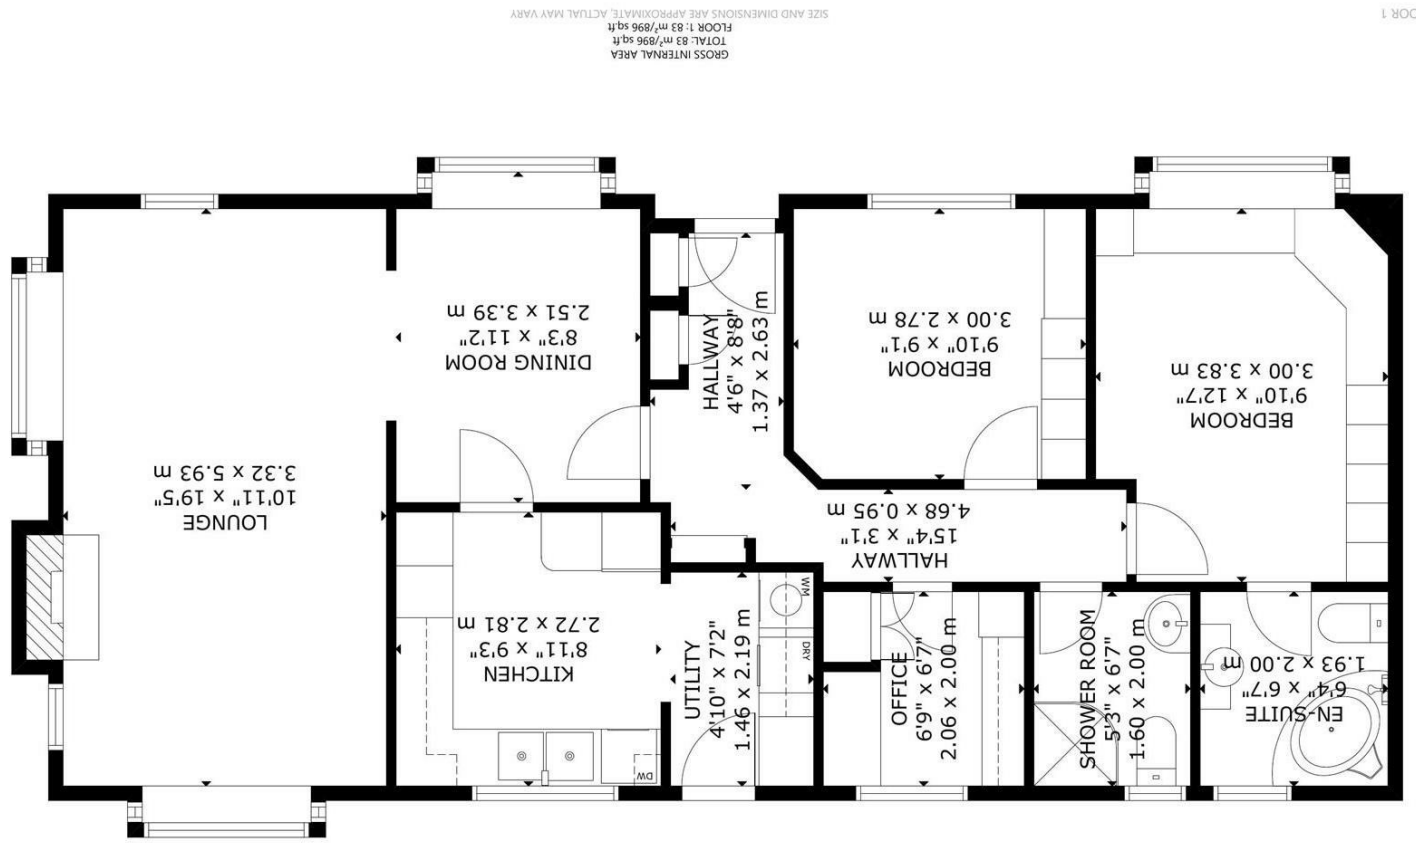 EN-SUITE
6'4" x 6'7"
1.93 x 2.00 m
SHOWER ROOM
5'3" x 6'7"
1.60 x 2.00 m
OFFICE
6'9" x 6'7"
2.06 x 2.00 m
UTILITY
4'10" x 7'2"
1.46 x 2.19 m
DRY
WM
DW
KITCHEN
8'11" x 9'3"
2.72 x 2.81 m
LOUNGE
10'11" x 19'5"
3.32 x 5.93 m
HALLWAY
15'4" x 3'1"
4.68 x 0.95 m
BEDROOM
9'10" x 12'7"
3.00 x 3.83 m
BEDROOM
9'10" x 9'1"
3.00 x 2.78 m
HALLWAY
4'6" x 8'8"
1.37 x 2.63 m
DINING ROOM
8'3" x 11'2"
2.51 x 3.39 m
GROSS INTERNAL AREA
TOTAL: 83 m²/896 sq.ft
FLOOR 1: 83 m²/896 sq.ft
SIZE AND DIMENSIONS ARE APPROXIMATE, ACTUAL MAY VARY
OOR 1